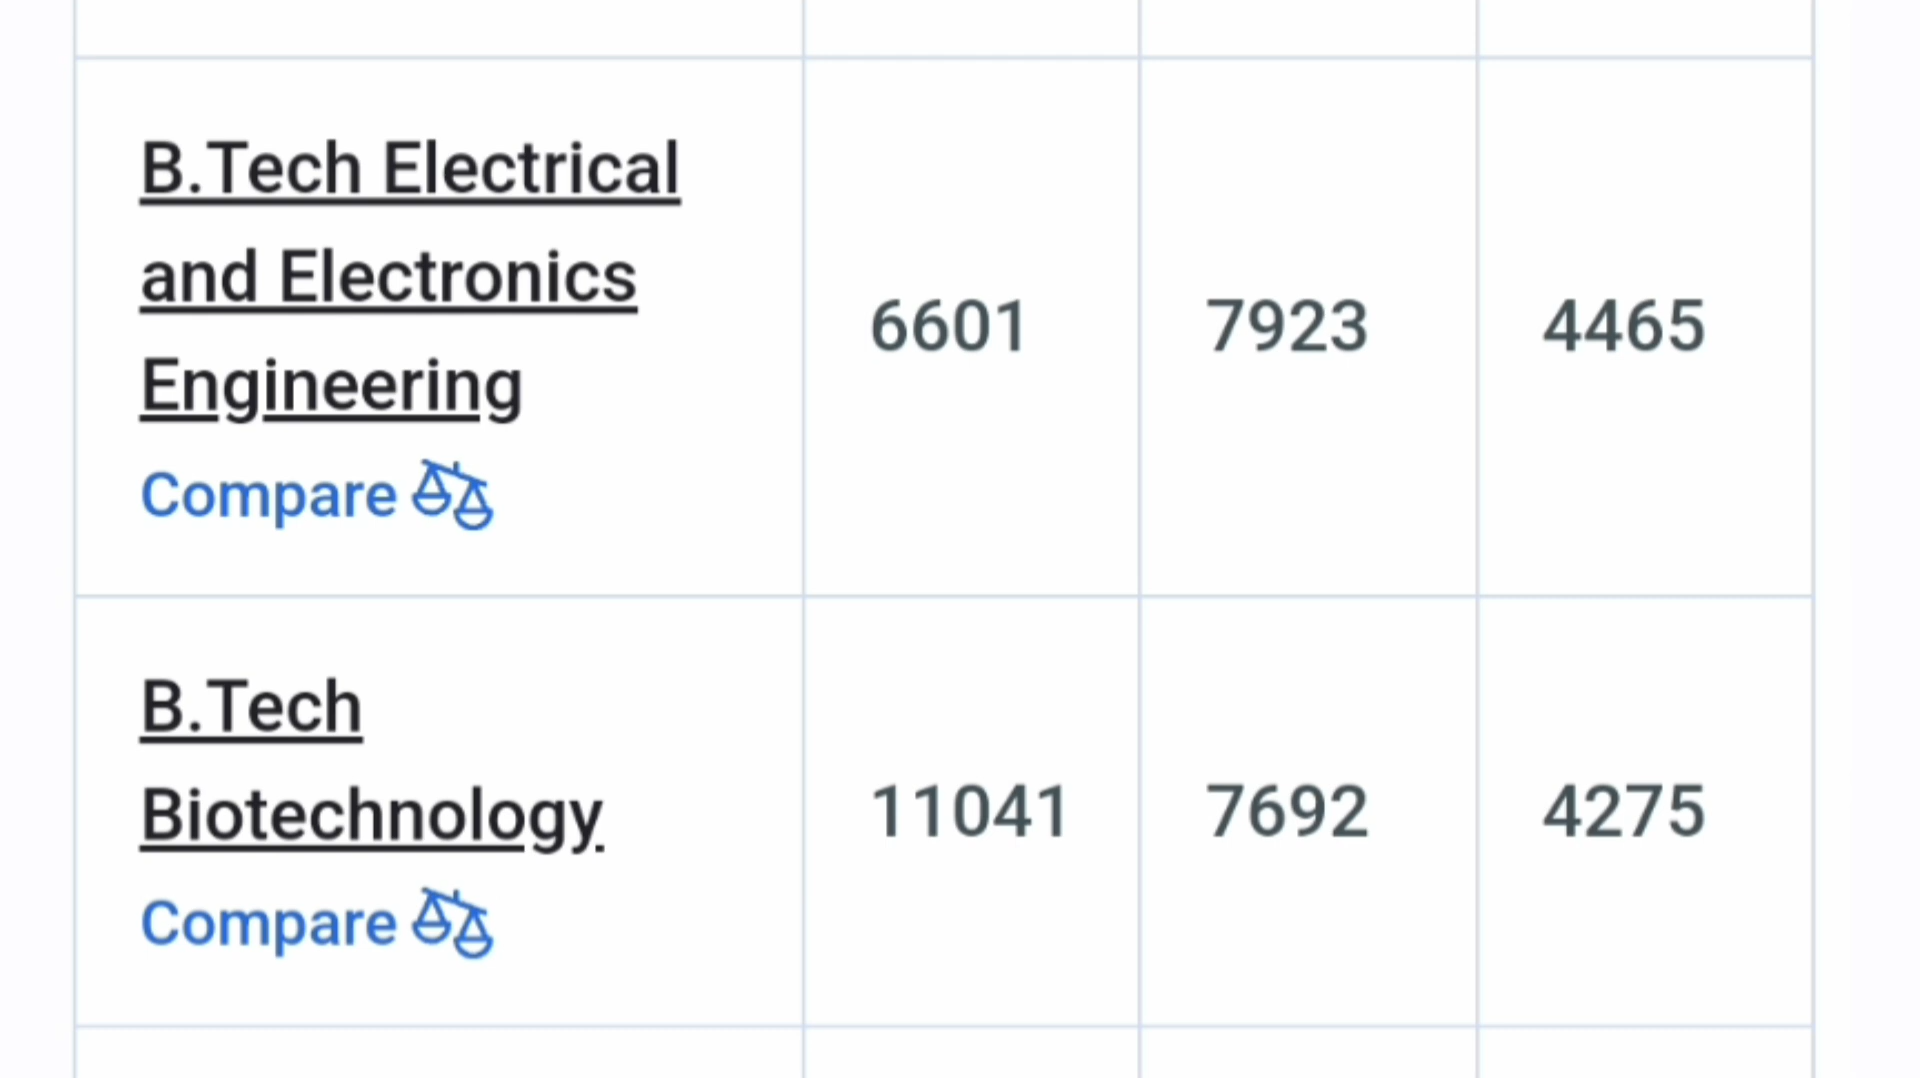 B.Tech Electrical
and Electronics
Engineering
Compare
6601 7923 4465
B.Tech
Biotechnology
Compare
11041 7692 4275